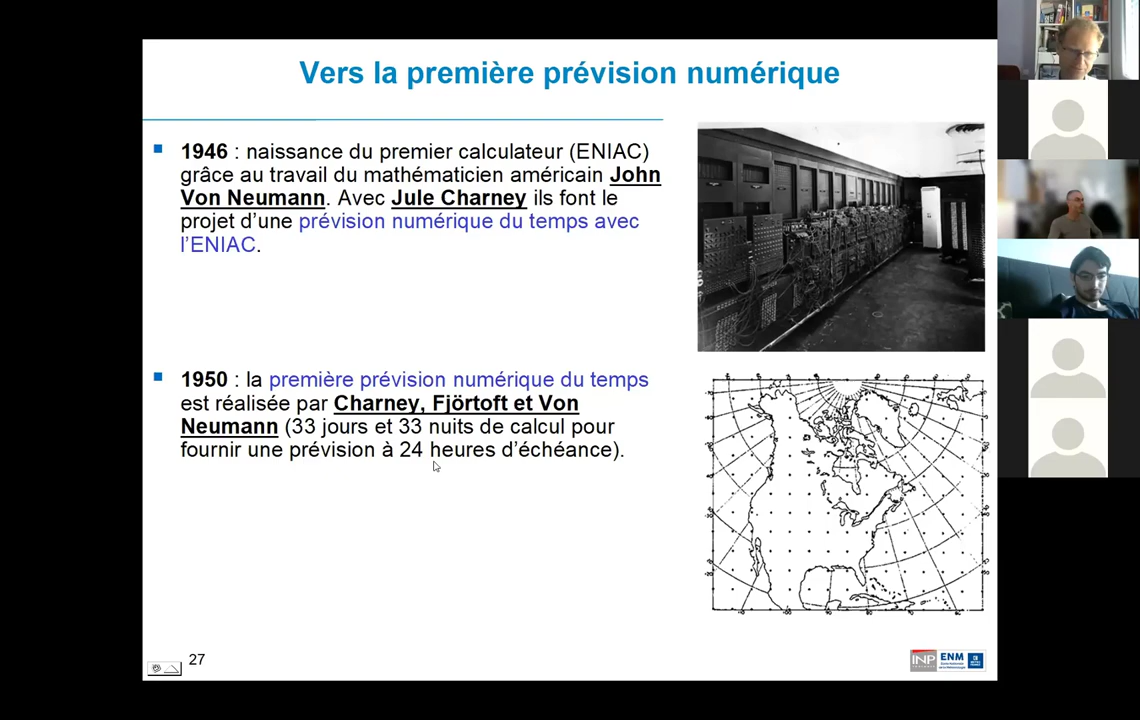 Vers la première prévision numérique
1946 : naissance du premier calculateur (ENIAC)
grâce au travail du mathématicien américain John
Von Neumann. Avec Jule Charney ils font le
projet d’une prévision numérique du temps avec
l’ENIAC.
1950 : la première prévision numérique du temps
est réalisée par Charney, Fjörtoft et Von
Neumann (33 jours et 33 nuits de calcul pour
fournir une prévision à 24 heures d’échéance).
27
INP
ENM